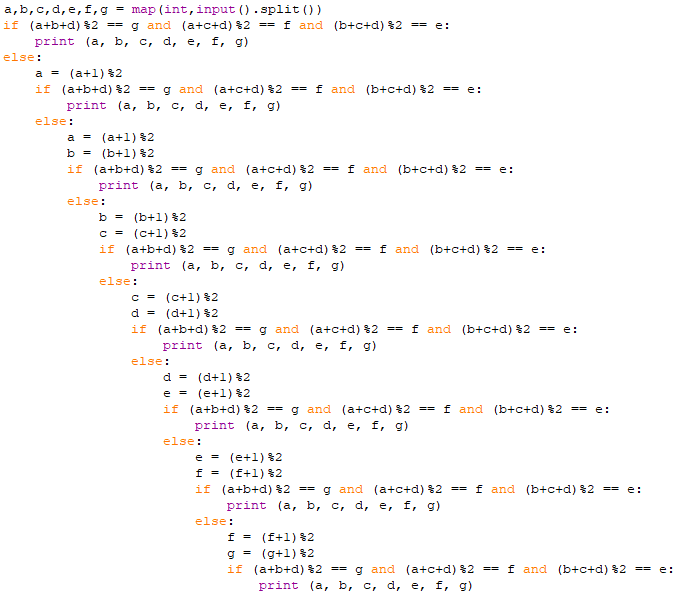 a,b,c,d,e,f,g = map(int,input().split())
if (a+b+d)%2 == g and (a+c+d)%2 == f and (b+c+d)%2 == e:
    print (a, b, c, d, e, f, g)
else:
    a = (a+1)%2
    if (a+b+d)%2 == g and (a+c+d)%2 == f and (b+c+d)%2 == e:
        print (a, b, c, d, e, f, g)
    else:
        a = (a+1)%2
        b = (b+1)%2
        if (a+b+d)%2 == g and (a+c+d)%2 == f and (b+c+d)%2 == e:
            print (a, b, c, d, e, f, g)
        else:
            b = (b+1)%2
            c = (c+1)%2
            if (a+b+d)%2 == g and (a+c+d)%2 == f and (b+c+d)%2 == e:
                print (a, b, c, d, e, f, g)
            else:
                c = (c+1)%2
                d = (d+1)%2
                if (a+b+d)%2 == g and (a+c+d)%2 == f and (b+c+d)%2 == e:
                    print (a, b, c, d, e, f, g)
                else:
                    d = (d+1)%2
                    e = (e+1)%2
                    if (a+b+d)%2 == g and (a+c+d)%2 == f and (b+c+d)%2 == e:
                        print (a, b, c, d, e, f, g)
                    else:
                        e = (e+1)%2
                        f = (f+1)%2
                        if (a+b+d)%2 == g and (a+c+d)%2 == f and (b+c+d)%2 == e:
                            print (a, b, c, d, e, f, g)
                        else:
                            f = (f+1)%2
                            g = (g+1)%2
                            if (a+b+d)%2 == g and (a+c+d)%2 == f and (b+c+d)%2 == e:
                                print (a, b, c, d, e, f, g)